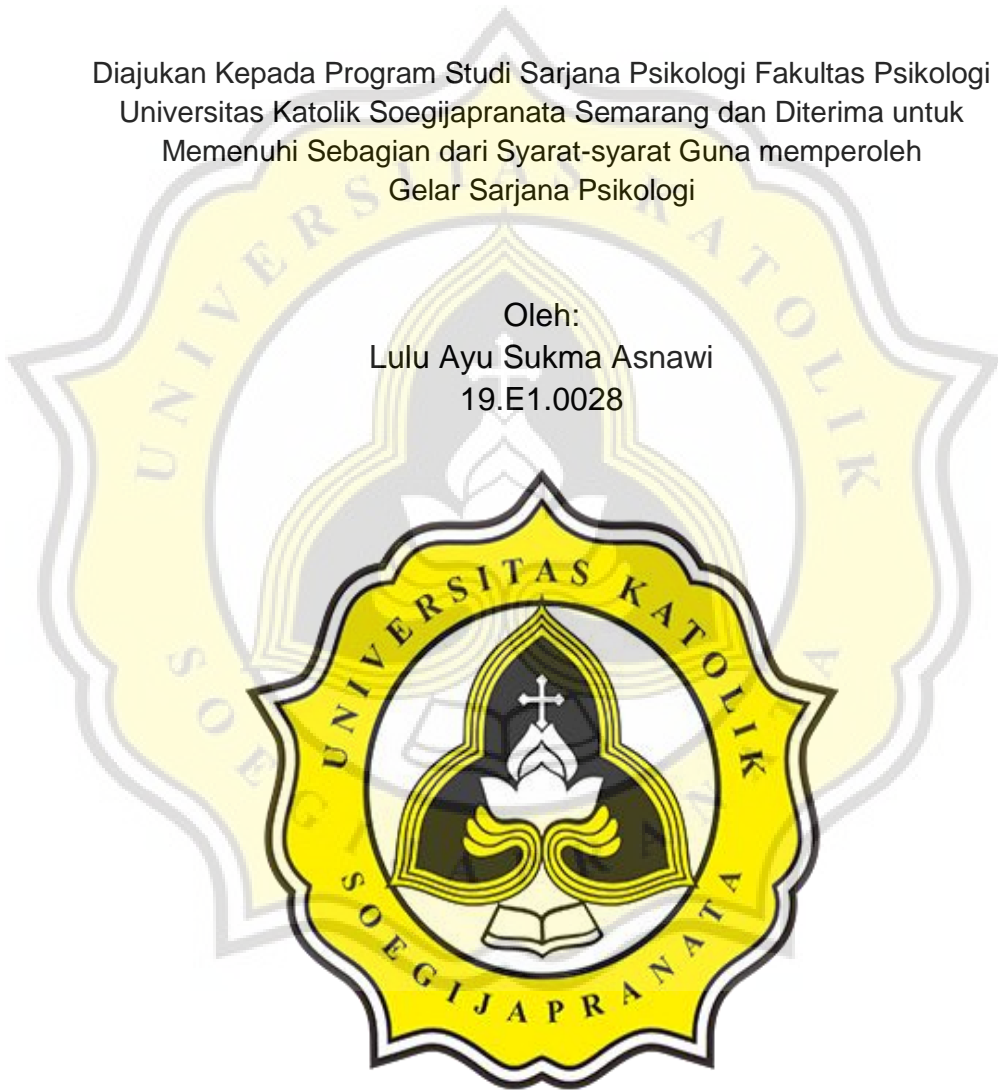 Diajukan Kepada Program Studi Sarjana Psikologi Fakultas Psikologi
Universitas Katolik Soegijapranata Semarang dan Diterima untuk
Memenuhi Sebagian dari Syarat-syarat Guna memperoleh
Gelar Sarjana Psikologi
Oleh:
Lulu Ayu Sukma Asnawi
19.E1.0028
UNIVERSITAS KATOLIK
SOEGIJAPRANATA